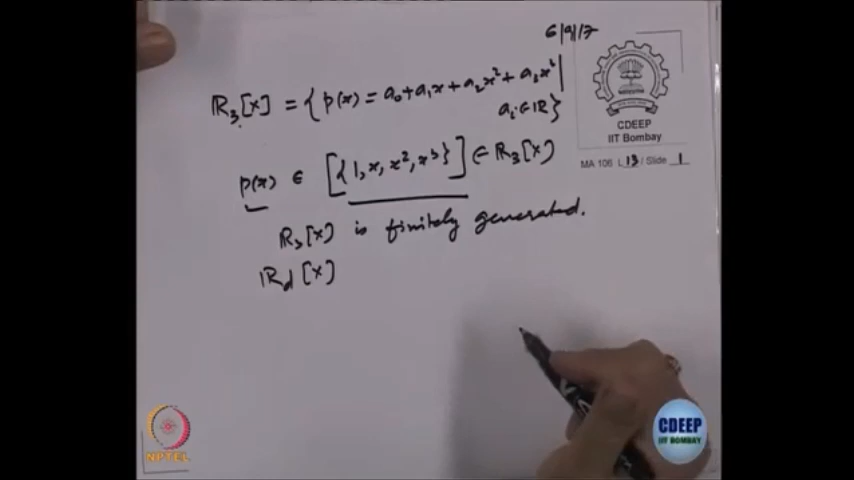 6/9/17
ℝ₃[x] = { p(x) = a₀ + a₁x + a₂x² + a₃x³ |
aᵢ ∈ ℝ }
CDEEP
IIT Bombay
MA 106 L 13 / Slide 1
p(x) ∈ [{1, x, x², x³}] ∈ ℝ₃[x]
ℝ₃[x] is finitely generated.
ℝd[x]
NPTEL
CDEEP
IIT BOMBAY